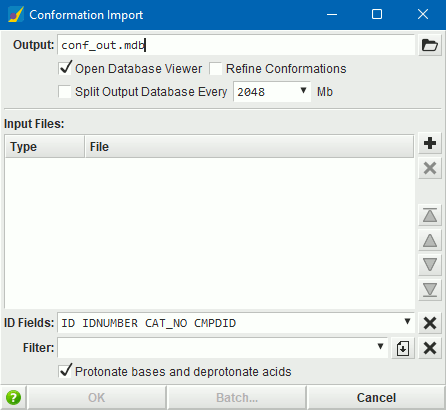 Conformation Import
Output: conf_out.mdb
Open Database Viewer Refine Conformations
Split Output Database Every 2048 Mb
Input Files:
Type File
ID Fields: ID IDNUMBER CAT_NO CMPDID
Filter:
Protonate bases and deprotonate acids
? OK Batch... Cancel